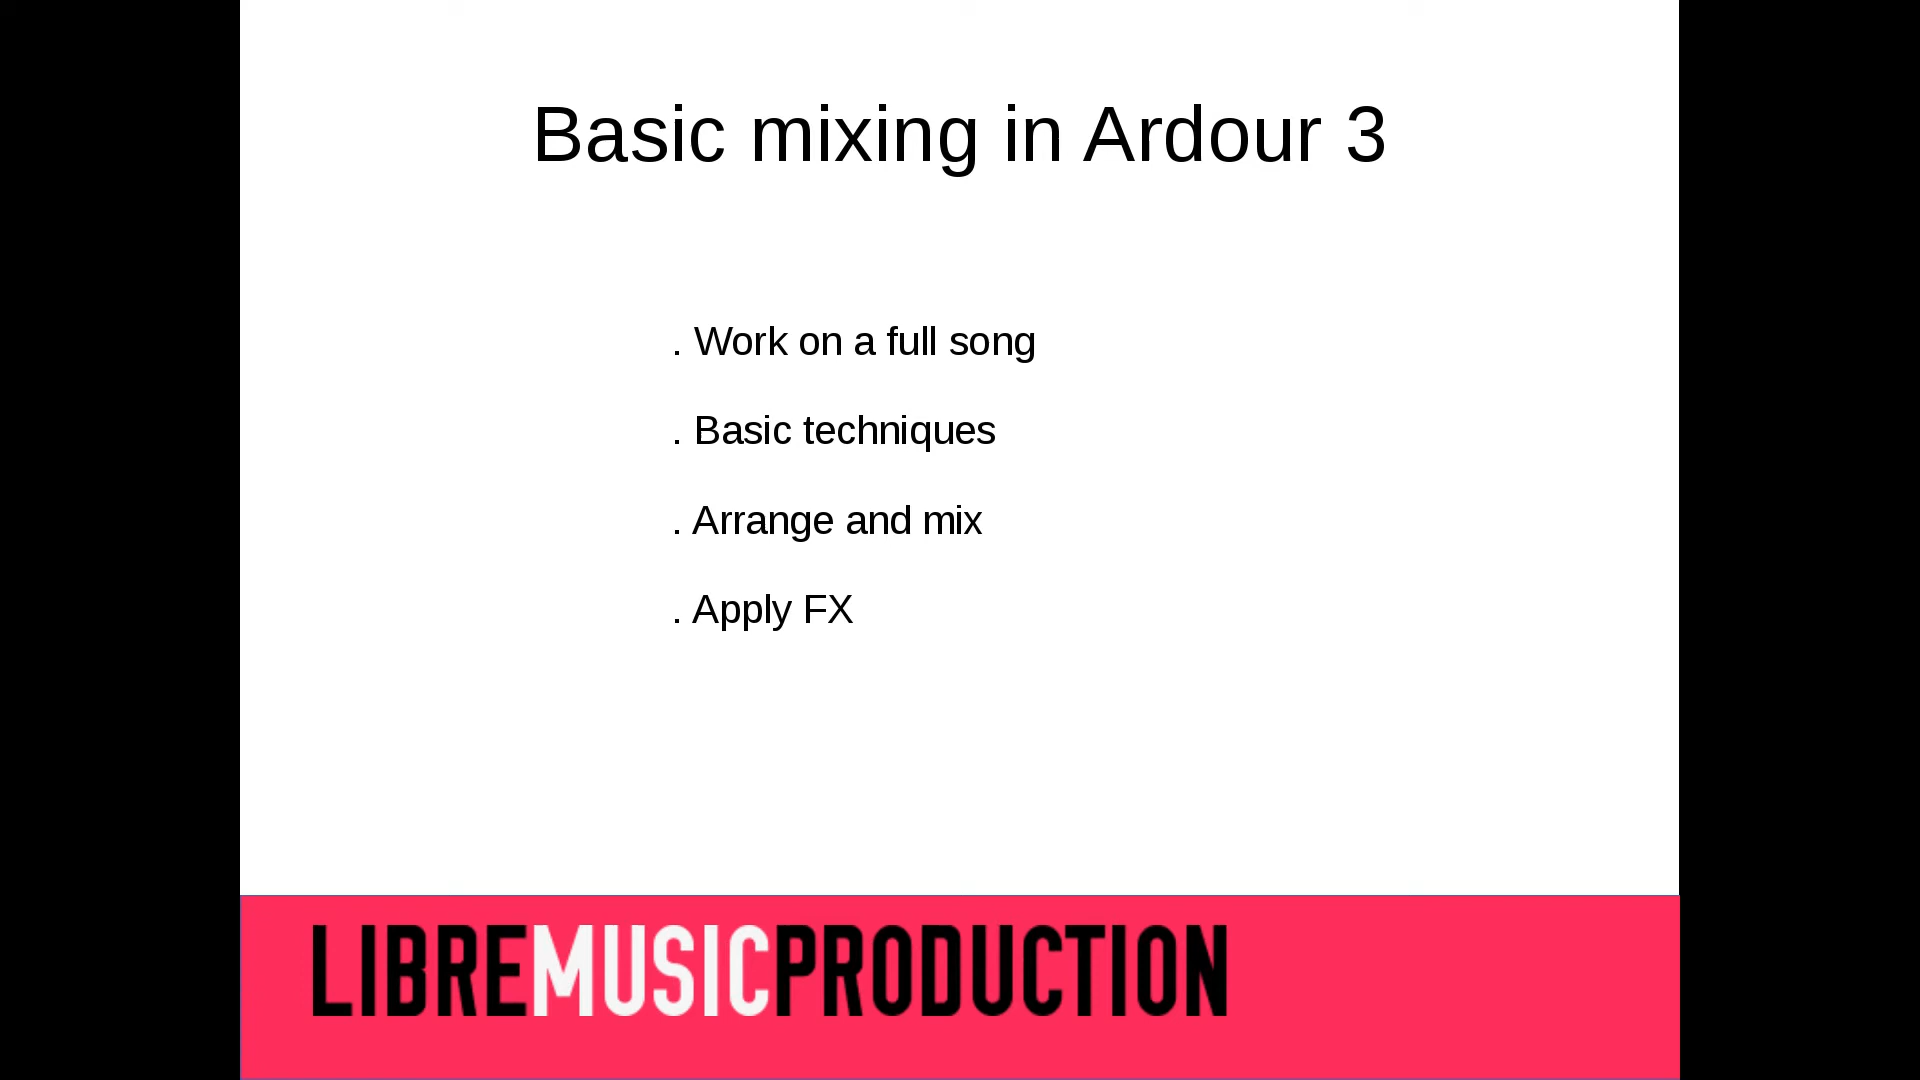 Basic mixing in Ardour 3
. Work on a full song
. Basic techniques
. Arrange and mix
. Apply FX
LIBREMUSICPRODUCTION